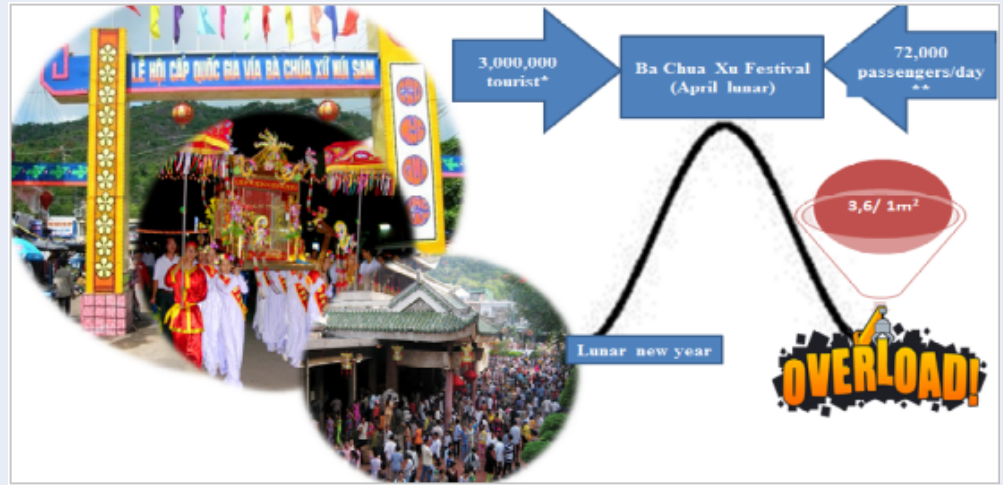 LỄ HỘI CẤP QUỐC GIA VÍA BÀ CHÚA XỨ NÚI SAM
3,000,000
tourist*
Ba Chua Xu Festival
(April lunar)
72,000
passengers/day
**
3,6/ 1m²
Lunar new year
OVERLOAD!